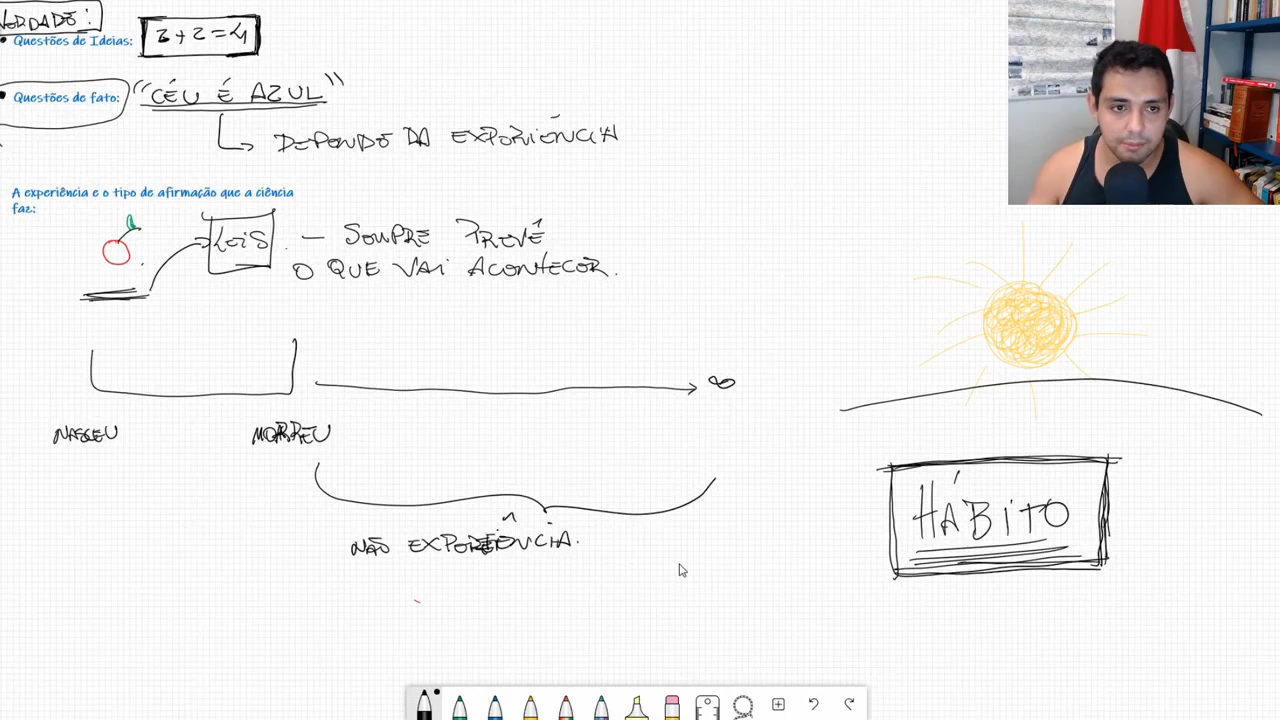 VERDADE:
• Questões de Ideias: 2+2=4
• Questões de fato: "CÉU É AZUL"
DEPENDE DA EXPERIÊNCIA
A experiência e o tipo de afirmação que a ciência
faz:
LEIS - SEMPRE PREVÊ
O QUE VAI ACONTECER.
∞
NASCEU MORREU
HÁBITO
NÃO EXPERIÊNCIA.